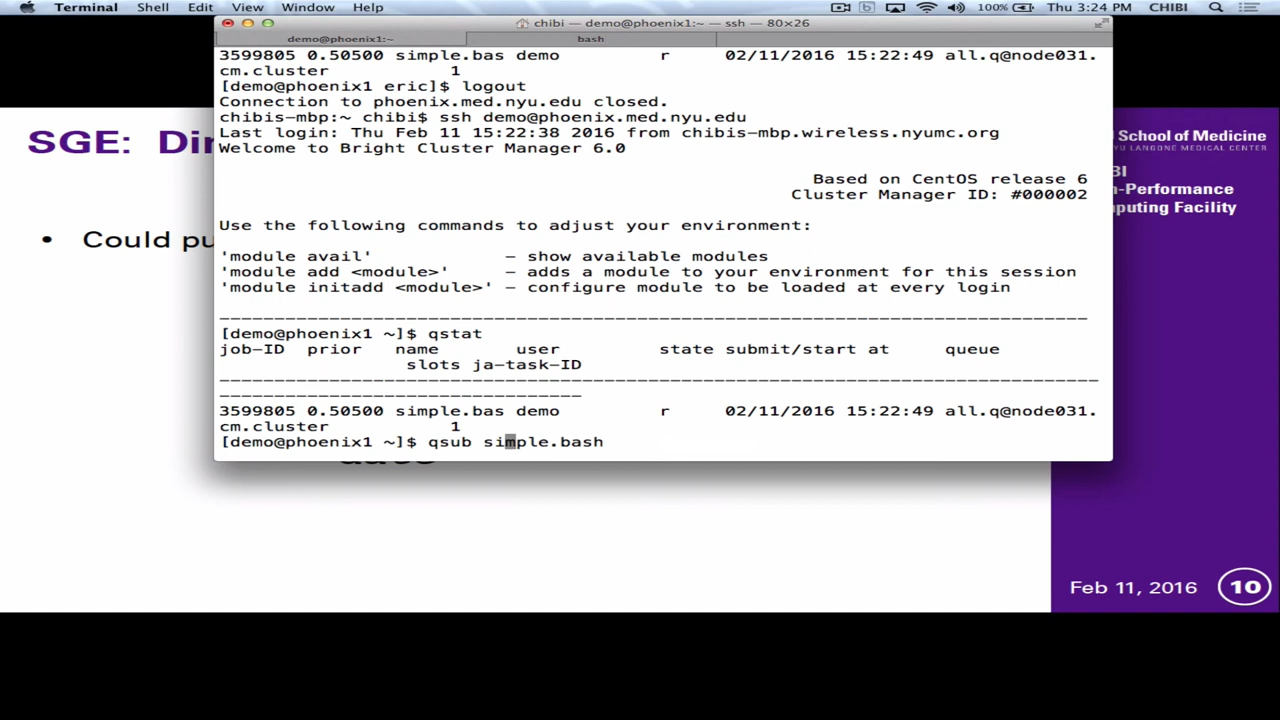 Terminal Shell Edit View Window Help 100% Thu 3:24 PM CHIBI
chibi — demo@phoenix1:~ — ssh — 80×26
demo@phoenix1:~ bash
3599805 0.50500 simple.bas demo r 02/11/2016 15:22:49 all.q@node031.
cm.cluster 1
[demo@phoenix1 eric]$ logout
Connection to phoenix.med.nyu.edu closed.
chibis-mbp:~ chibi$ ssh demo@phoenix.med.nyu.edu
Last login: Thu Feb 11 15:22:38 2016 from chibis-mbp.wireless.nyumc.org
Welcome to Bright Cluster Manager 6.0
Based on CentOS release 6
Cluster Manager ID: #000002
Use the following commands to adjust your environment:
'module avail' - show available modules
'module add <module>' - adds a module to your environment for this session
'module initadd <module>' - configure module to be loaded at every login
[demo@phoenix1 ~]$ qstat
job-ID prior name user state submit/start at queue
slots ja-task-ID
3599805 0.50500 simple.bas demo r 02/11/2016 15:22:49 all.q@node031.
cm.cluster 1
[demo@phoenix1 ~]$ qsub simple.bash
SGE: Di
School of Medicine
YU LANGONE MEDICAL CENTER
BI
-Performance
puting Facility
• Could pu
Feb 11, 2016 10